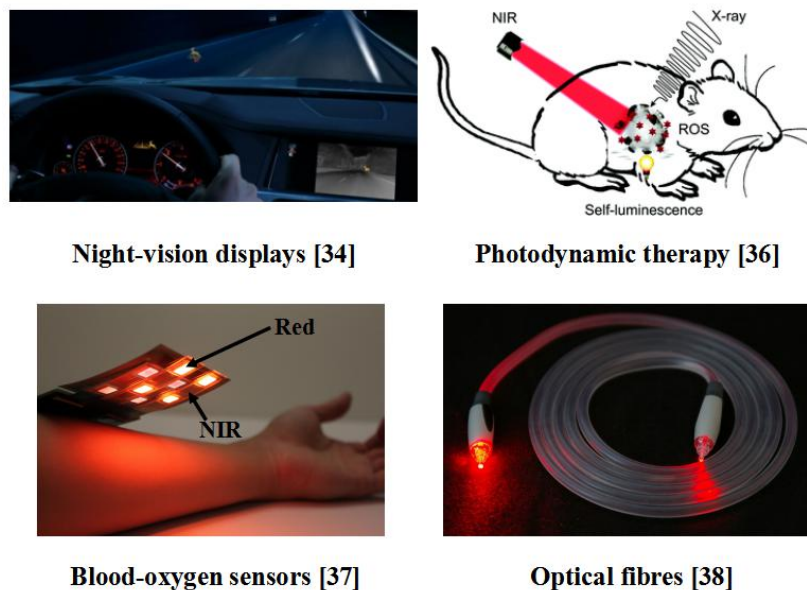 NIR
X-ray
ROS
Self-luminescence
Night-vision displays [34]
Photodynamic therapy [36]
Red
NIR
Blood-oxygen sensors [37]
Optical fibres [38]